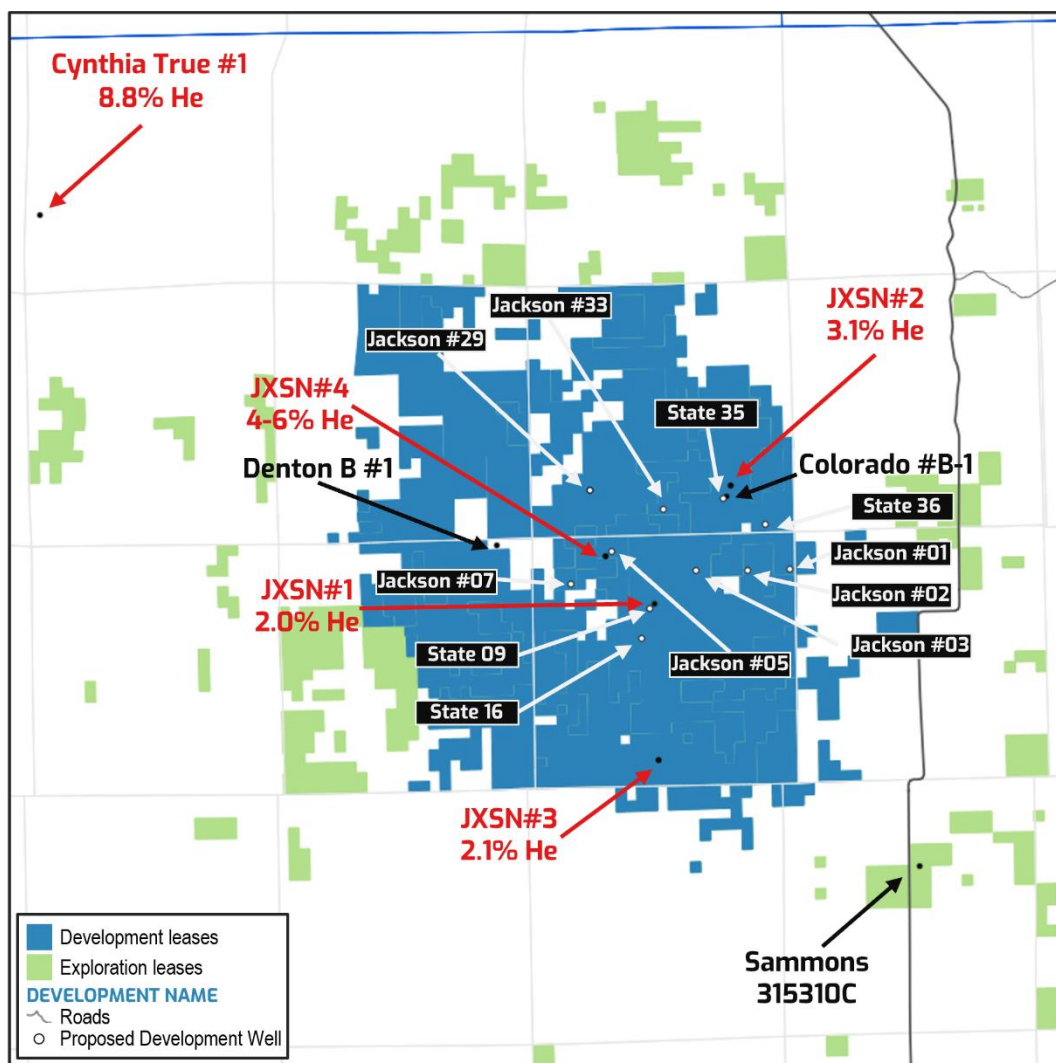 Cynthia True #1
8.8% He
Jackson #33
Jackson #29
JXSN#2
3.1% He
JXSN#4
4-6% He
State 35
Denton B #1
Colorado #B-1
State 36
Jackson #01
Jackson #07
Jackson #02
JXSN#1
2.0% He
State 09
Jackson #05
Jackson #03
State 16
JXSN#3
2.1% He
Sammons
315310C
Development leases
Exploration leases
DEVELOPMENT NAME
Roads
Proposed Development Well